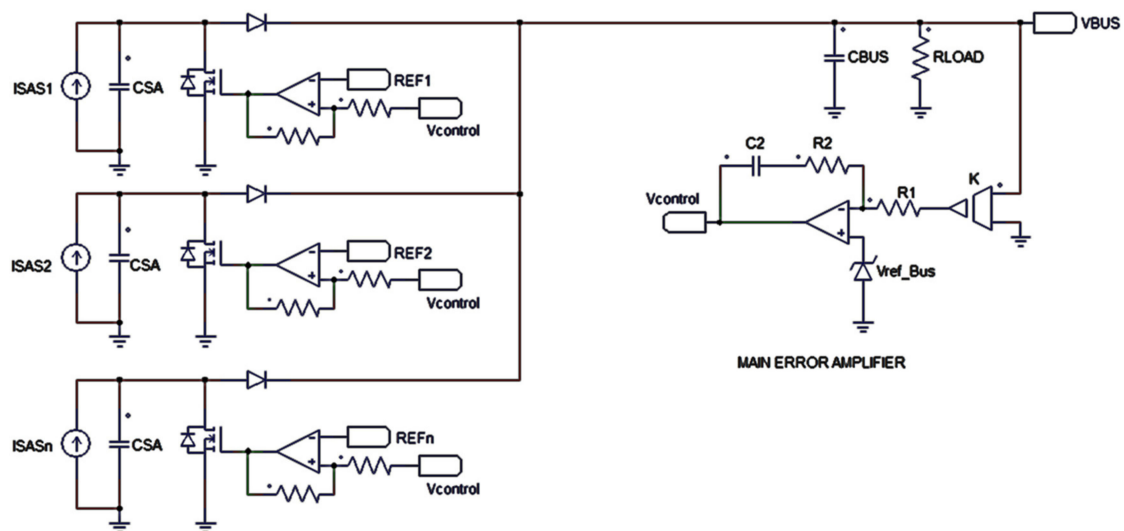 VBUS
ISAS1
CSA
REF1
Vcontrol
CBUS
RLOAD
C2
R2
K
R1
Vcontrol
ISAS2
CSA
REF2
Vcontrol
Vref_Bus
MAIN ERROR AMPLIFIER
ISASn
CSA
REFn
Vcontrol